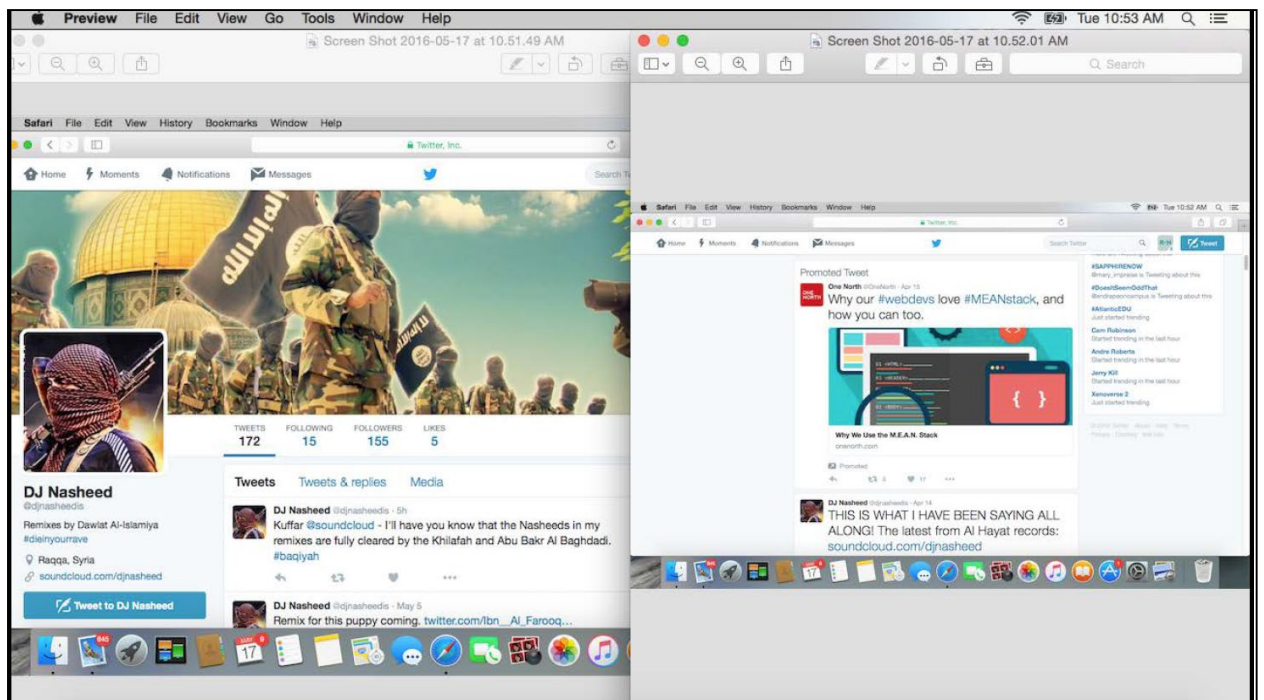 Preview File Edit View Go Tools Window Help
Tue 10:53 AM
Screen Shot 2016-05-17 at 10.51.49 AM
Safari File Edit View History Bookmarks Window Help
Twitter, Inc.
Home Moments Notifications Messages
TWEETS FOLLOWING FOLLOWERS LIKES
172 15 155 5
Tweets Tweets & replies Media
DJ Nasheed
@djnasheedis
Remixes by Dawlat Al-Islamiya
#dieinyourrave
Raqqa, Syria
soundcloud.com/djnasheed
Tweet to DJ Nasheed
DJ Nasheed @djnasheedis · 5h
Kuffar @soundcloud - I'll have you know that the Nasheeds in my
remixes are fully cleared by the Khilafah and Abu Bakr Al Baghdadi.
#baqiyah
DJ Nasheed @djnasheedis · May 5
Remix for this puppy coming. twitter.com/Ibn__Al_Farooq...
645
MAY
17
Screen Shot 2016-05-17 at 10.52.01 AM
Search
Safari File Edit View History Bookmarks Window Help
Tue 10:52 AM
Twitter, Inc.
Home Moments Notifications Messages
Search Twitter
Tweet
Promoted Tweet
ONE NORTH
One North @OneNorth · Apr 15
Why our #webdevs love #MEANstack, and
how you can too.
Why We Use the M.E.A.N. Stack
onenorth.com
Promoted
DJ Nasheed @djnasheedis · Apr 14
THIS IS WHAT I HAVE BEEN SAYING ALL
ALONG! The latest from Al Hayat records:
soundcloud.com/djnasheed
#SAPPHIRENOW
#DoesItSeemOddThat
#AtlanticEDU
Just started trending
Cam Robinson
Started trending in the last hour
Andre Roberts
Started trending in the last hour
Jerry Kill
Started trending in the last hour
Xenoverse 2
Just started trending
17